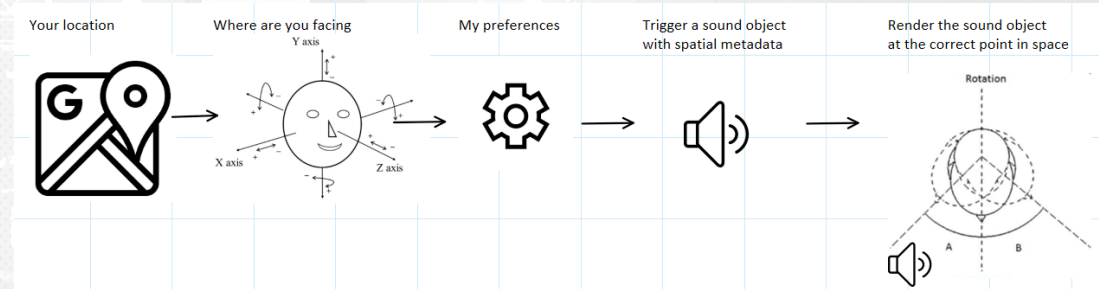 Your location
Where are you facing
My preferences
Trigger a sound object
with spatial metadata
Render the sound object
at the correct point in space
G
Y axis
X axis
Z axis
Rotation
A
B